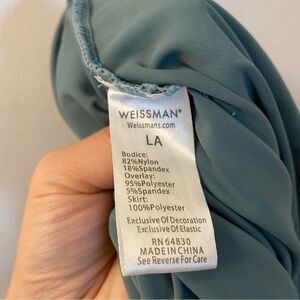 WEISSMAN®
Weissmans.com
LA
Bodice:
82%Nylon
18%Spandex
Overlay:
95%Polyester
5%Spandex
Skirt:
100%Polyester
Exclusive Of Decoration
Exclusive Of Elastic
RN 64830
MADE IN CHINA
See Reverse For Care